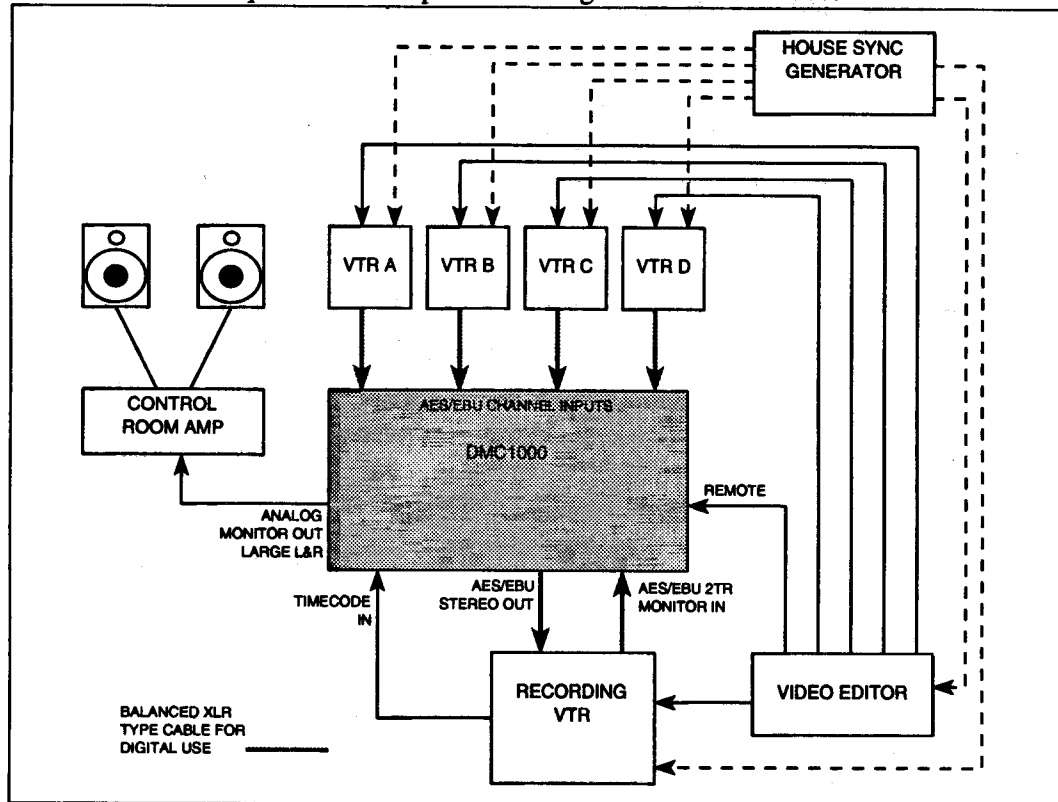 HOUSE SYNC
GENERATOR
VTR A
VTR B
VTR C
VTR D
CONTROL
ROOM AMP
AES/EBU CHANNEL INPUTS
DMC1000
REMOTE
ANALOG
MONITOR OUT
LARGE L&R
TIMECODE
IN
AES/EBU
STEREO OUT
AES/EBU 2TR
MONITOR IN
RECORDING
VTR
VIDEO EDITOR
BALANCED XLR
TYPE CABLE FOR
DIGITAL USE